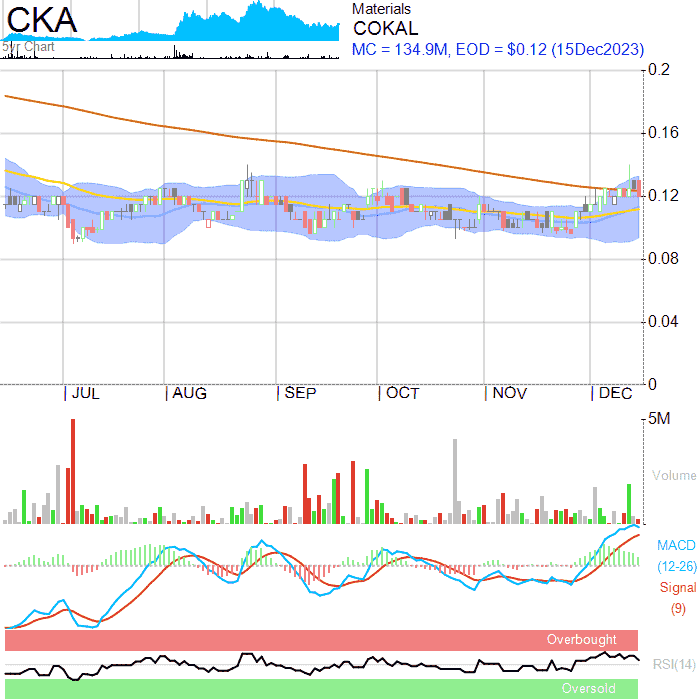 CKA
5yr Chart
Materials
COKAL
MC = 134.9M, EOD = $0.12 (15Dec2023)
0.2
0.16
0.12
0.08
0.04
0
JUL AUG SEP OCT NOV DEC
5M
Volume
MACD
(12-26)
Signal
(9)
Overbought
RSI(14)
Oversold